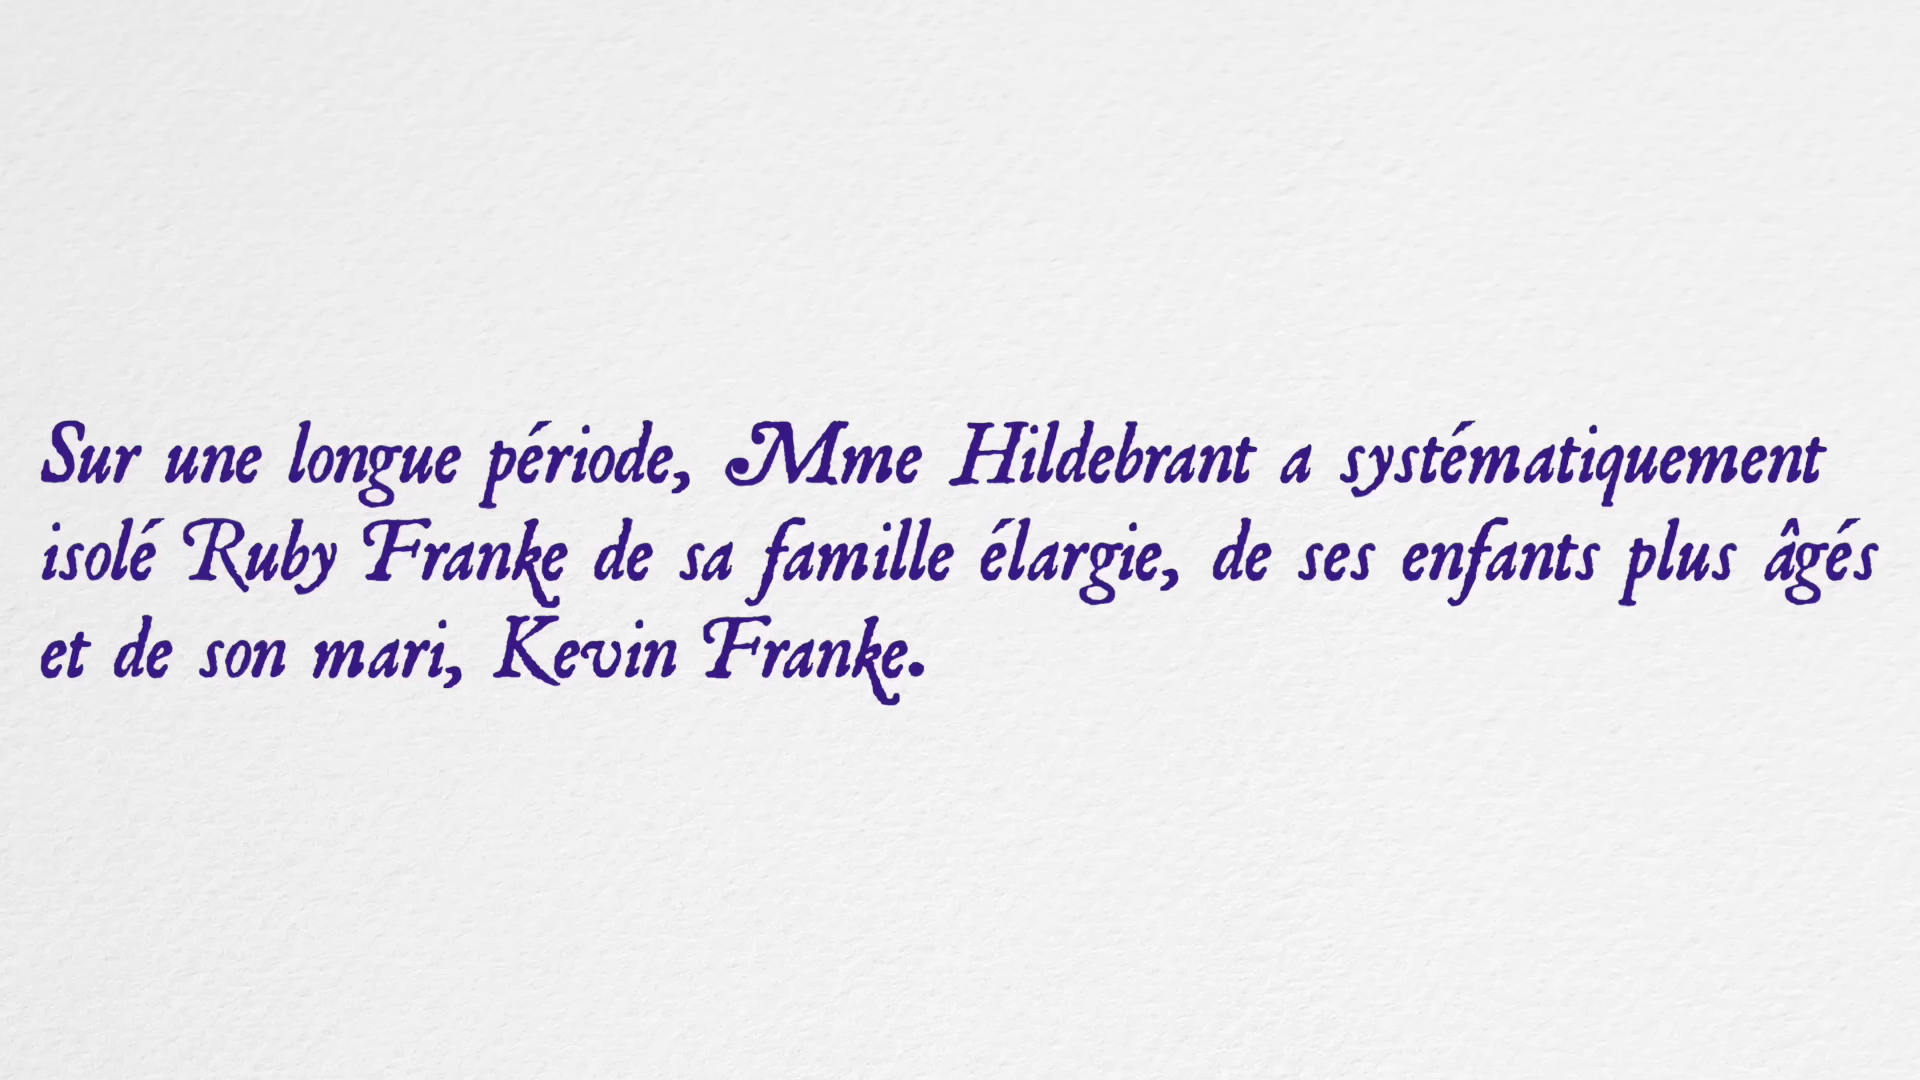 Sur une longue période, Mme Hildebrant a systématiquement
isolé Ruby Franke de sa famille élargie, de ses enfants plus âgés
et de son mari, Kevin Franke.